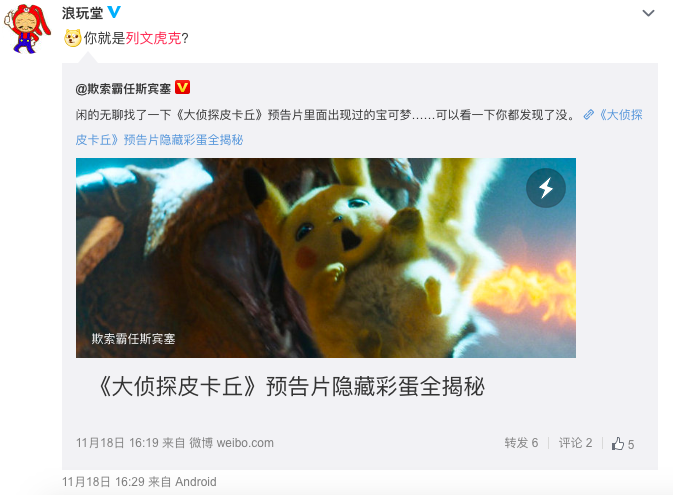 浪玩堂
你就是列文虎克?
@欺索霸任斯宾塞
闲的无聊找了一下《大侦探皮卡丘》预告片里面出现过的宝可梦……可以看一下你都发现了没。 《大侦探
皮卡丘》预告片隐藏彩蛋全揭秘
欺索霸任斯宾塞
《大侦探皮卡丘》预告片隐藏彩蛋全揭秘
11月18日 16:19 来自 微博 weibo.com 转发 6 评论 2 5
11月18日 16:29 来自 Android